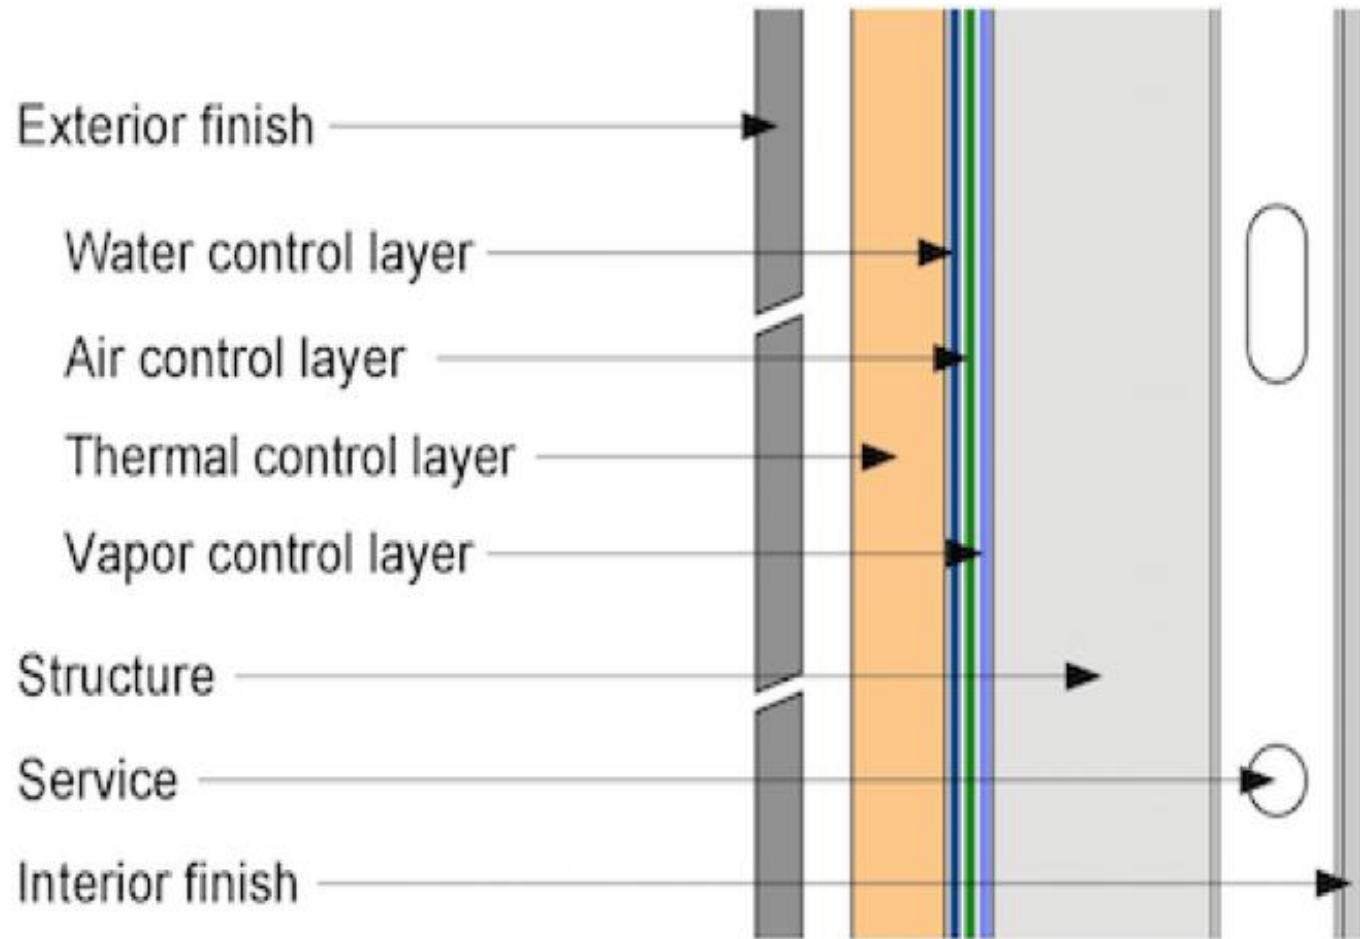 Exterior finish
Water control layer
Air control layer
Thermal control layer
Vapor control layer
Structure
Service
Interior finish